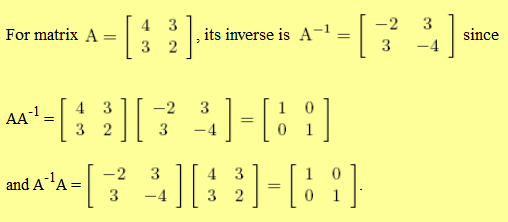 For matrix A = [ 4 3 ; 3 2 ], its inverse is A⁻¹ = [ −2 3 ; 3 −4 ] since
AA⁻¹ = [ 4 3 ; 3 2 ] [ −2 3 ; 3 −4 ] = [ 1 0 ; 0 1 ]
and A⁻¹A = [ −2 3 ; 3 −4 ] [ 4 3 ; 3 2 ] = [ 1 0 ; 0 1 ].